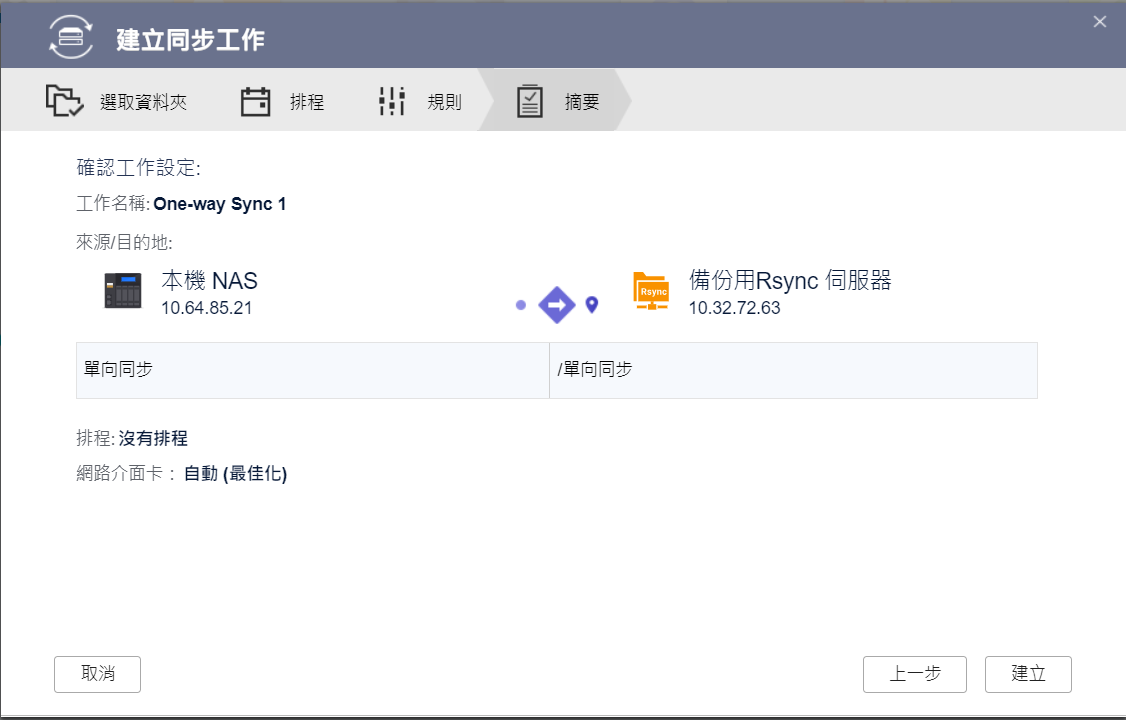 建立同步工作
選取資料夾
排程
規則
摘要
確認工作設定:
工作名稱: One-way Sync 1
來源/目的地:
本機 NAS
10.64.85.21
Rsync
備份用Rsync 伺服器
10.32.72.63
單向同步
/單向同步
排程: 沒有排程
網路介面卡： 自動 (最佳化)
取消
上一步
建立